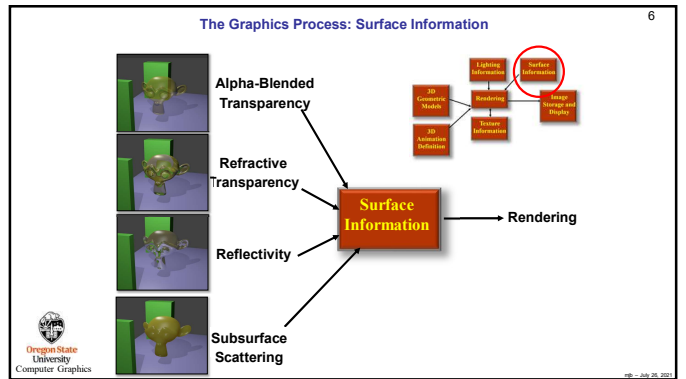 The Graphics Process: Surface Information
6
Alpha-Blended
Transparency
Refractive
Transparency
Reflectivity
Subsurface
Scattering
Surface
Information
Rendering
Lighting
Information
Surface
Information
3D
Geometric
Models
Rendering
Image
Storage and
Display
3D
Animation
Definition
Texture
Information
Oregon State
University
Computer Graphics
mjb – July 26, 2021